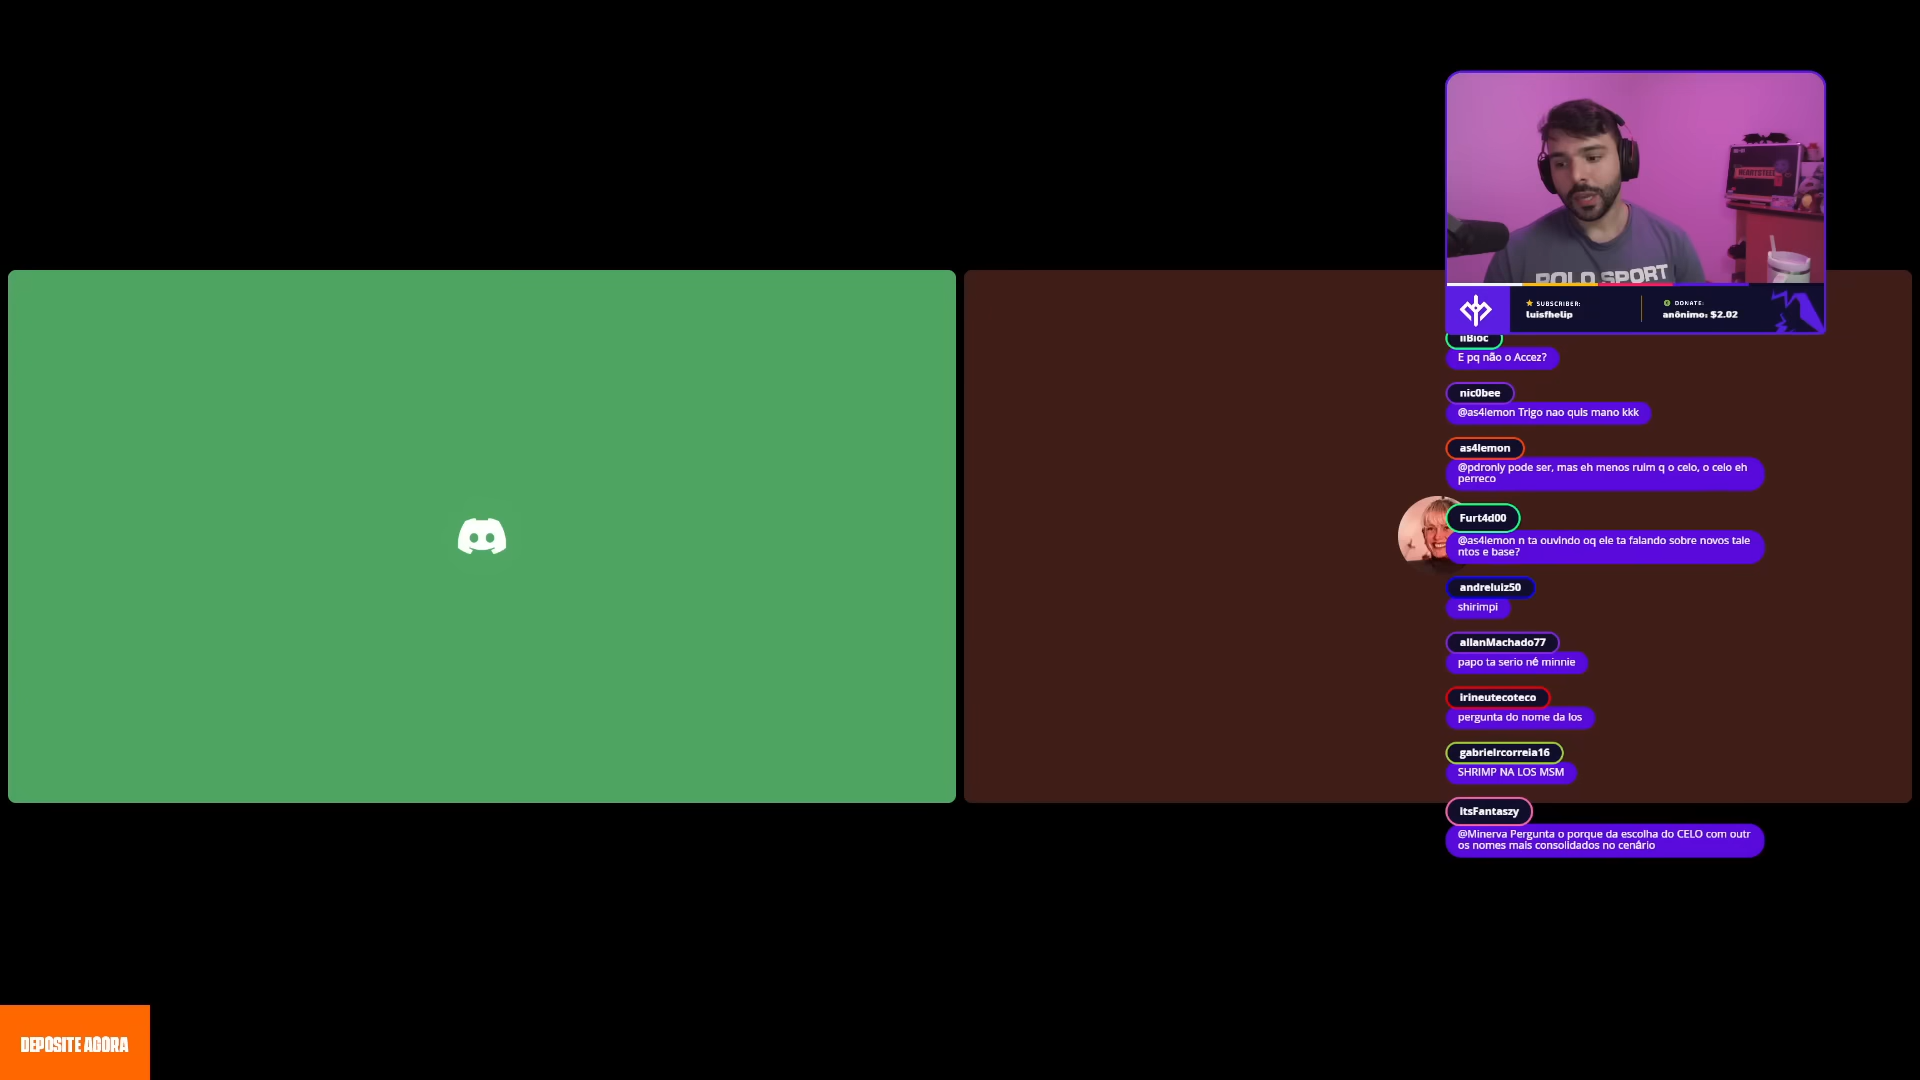 HEARTSTEEL
POLO SPORT
SUBSCRIBER:
luisfhelip
DONATE:
anônimo: $2.02
iiBloc
E pq não o Accez?
nic0bee
@as4lemon Trigo nao quis mano kkk
as4lemon
@pdronly pode ser, mas eh menos ruim q o celo, o celo eh
perreco
Furt4d00
@as4lemon n ta ouvindo oq ele ta falando sobre novos tale
ntos e base?
andreluiz50
shirimpi
allanMachado77
papo ta serio né minnie
irineutecoteco
pergunta do nome da los
gabrielrcorreia16
SHRIMP NA LOS MSM
itsFantaszy
@Minerva Pergunta o porque da escolha do CELO com outr
os nomes mais consolidados no cenário
DEPOSITE AGORA